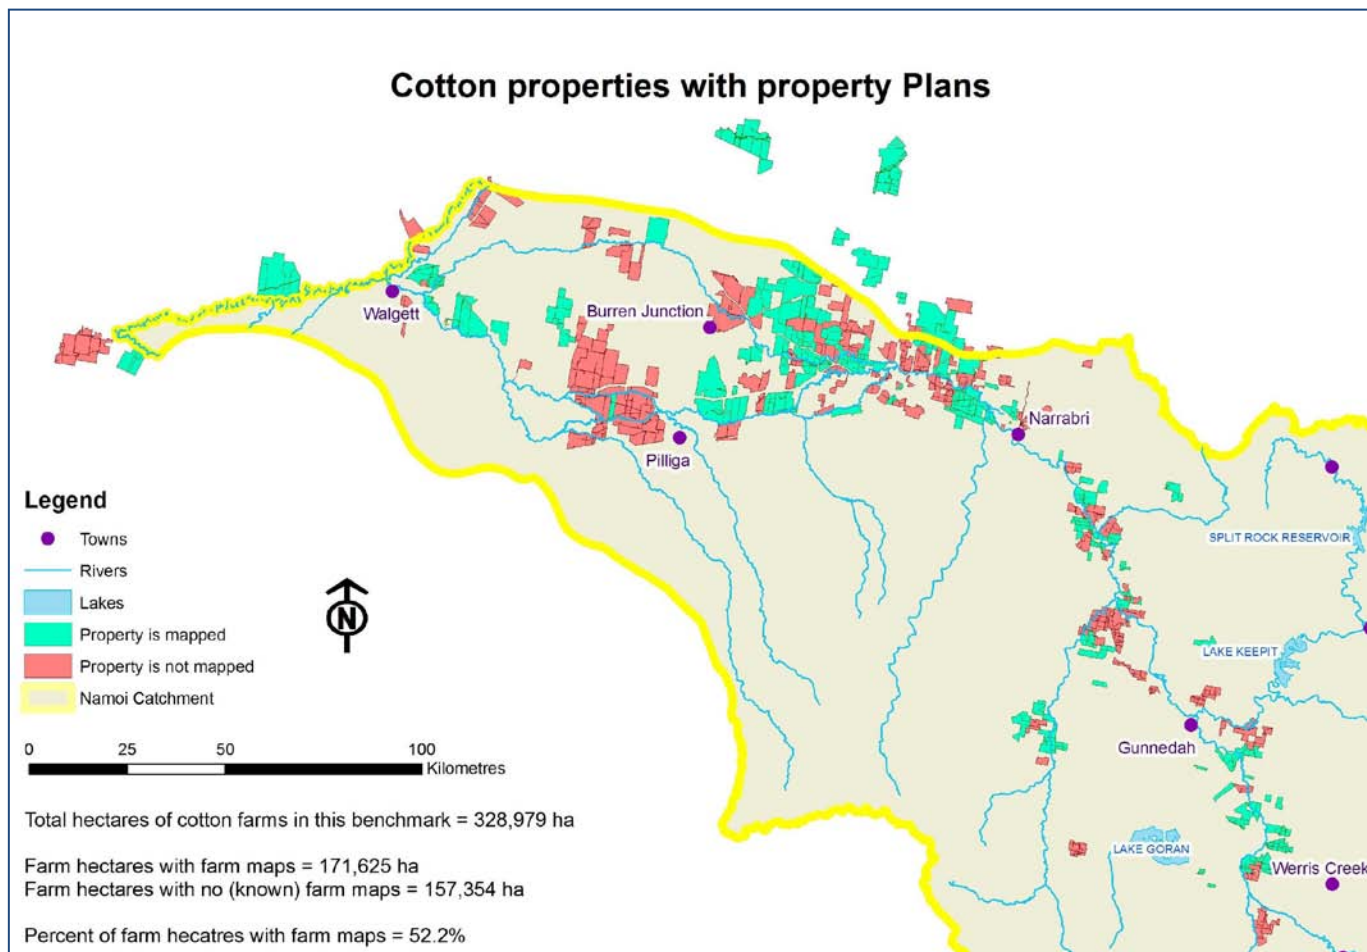 Cotton properties with property Plans
Walgett
Burren Junction
Narrabri
Pilliga
SPLIT ROCK RESERVOIR
LAKE KEEPIT
Gunnedah
LAKE GORAN
Werris Creek
Legend
Towns
Rivers
Lakes
Property is mapped
Property is not mapped
Namoi Catchment
N
0 25 50 100
Kilometres
Total hectares of cotton farms in this benchmark = 328,979 ha
Farm hectares with farm maps = 171,625 ha
Farm hectares with no (known) farm maps = 157,354 ha
Percent of farm hecatres with farm maps = 52.2%